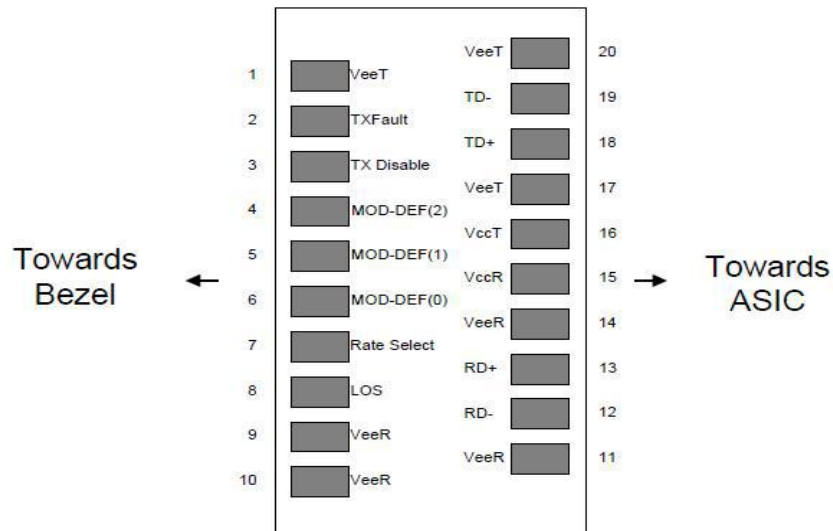 VeeT 20
1 VeeT
TD- 19
2 TXFault
TD+ 18
3 TX Disable
VeeT 17
4 MOD-DEF(2)
VccT 16
5 MOD-DEF(1)
VccR 15
6 MOD-DEF(0)
VeeR 14
7 Rate Select
RD+ 13
8 LOS
RD- 12
9 VeeR
VeeR 11
10 VeeR
Towards
Bezel
Towards
ASIC